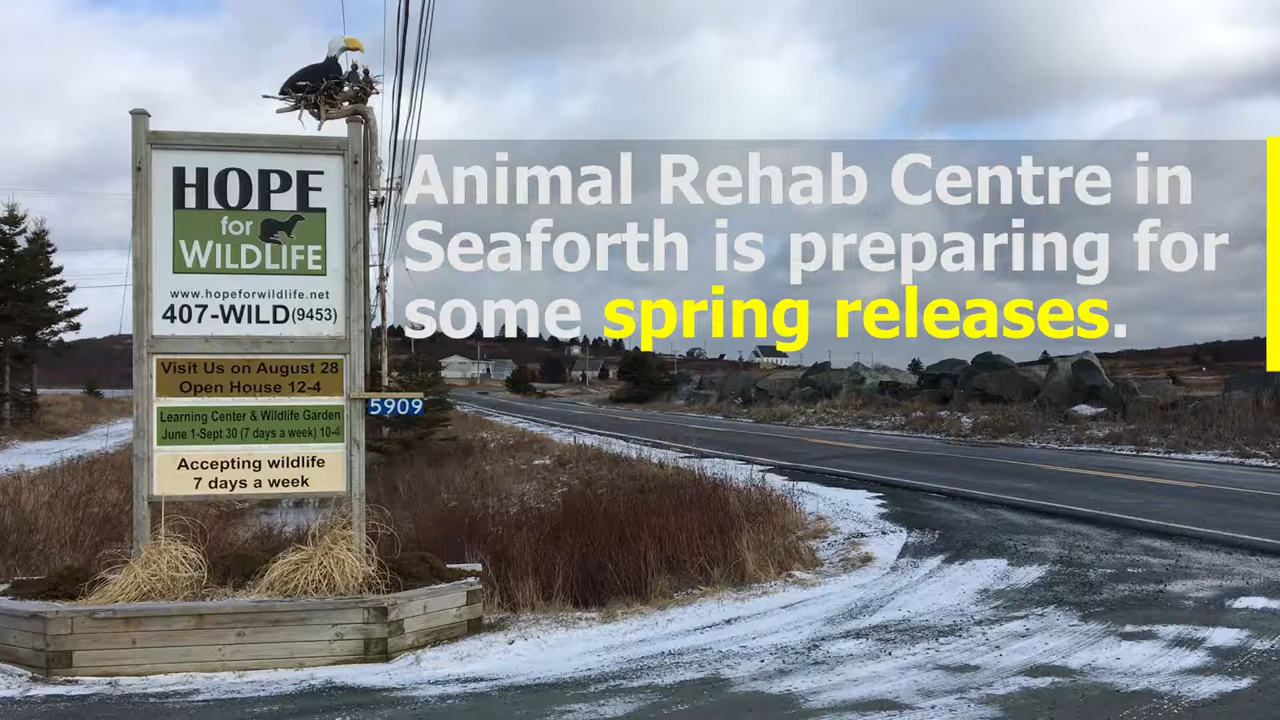 HOPE
for
WILDLIFE
www.hopeforwildlife.net
407-WILD(9453)
Visit Us on August 28
Open House 12-4
Learning Center & Wildlife Garden
June 1-Sept 30 (7 days a week) 10-4
Accepting wildlife
7 days a week
5909
Animal Rehab Centre in
Seaforth is preparing for
some spring releases.